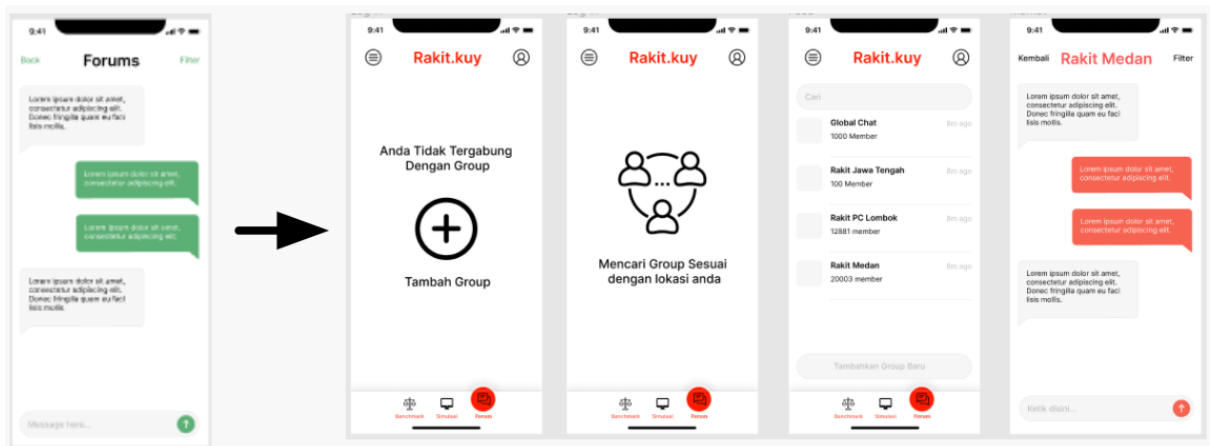 9:41
Back
Forums
Filter
Lorem ipsum dolor sit amet,
consectetur adipiscing elit.
Donec fringilla quam eu faci
lisis mollis.
Lorem ipsum dolor sit amet,
consectetur adipiscing elit.
Lorem ipsum dolor sit amet,
consectetur adipiscing elit.
Lorem ipsum dolor sit amet,
consectetur adipiscing elit.
Donec fringilla quam eu facil
isis mollis.
Message here...
9:41
Rakit.kuy
Anda Tidak Tergabung
Dengan Group
Tambah Group
Benchmark Simulasi Forum
9:41
Rakit.kuy
Mencari Group Sesuai
dengan lokasi anda
Benchmark Simulasi Forum
9:41
Rakit.kuy
Cari
Global Chat 8m ago
1000 Member
Rakit Jawa Tengah 8m ago
100 Member
Rakit PC Lombok 8m ago
12881 member
Rakit Medan 8m ago
20003 member
Tambahkan Group Baru
Benchmark Simulasi Forum
9:41
Kembali Rakit Medan Filter
Lorem ipsum dolor sit amet,
consectetur adipiscing elit.
Donec fringilla quam eu faci
lisis mollis.
Lorem ipsum dolor sit amet,
consectetur adipiscing elit.
Lorem ipsum dolor sit amet,
consectetur adipiscing elit.
Lorem ipsum dolor sit amet,
consectetur adipiscing elit.
Donec fringilla quam eu faci
lisis mollis.
Ketik disini...